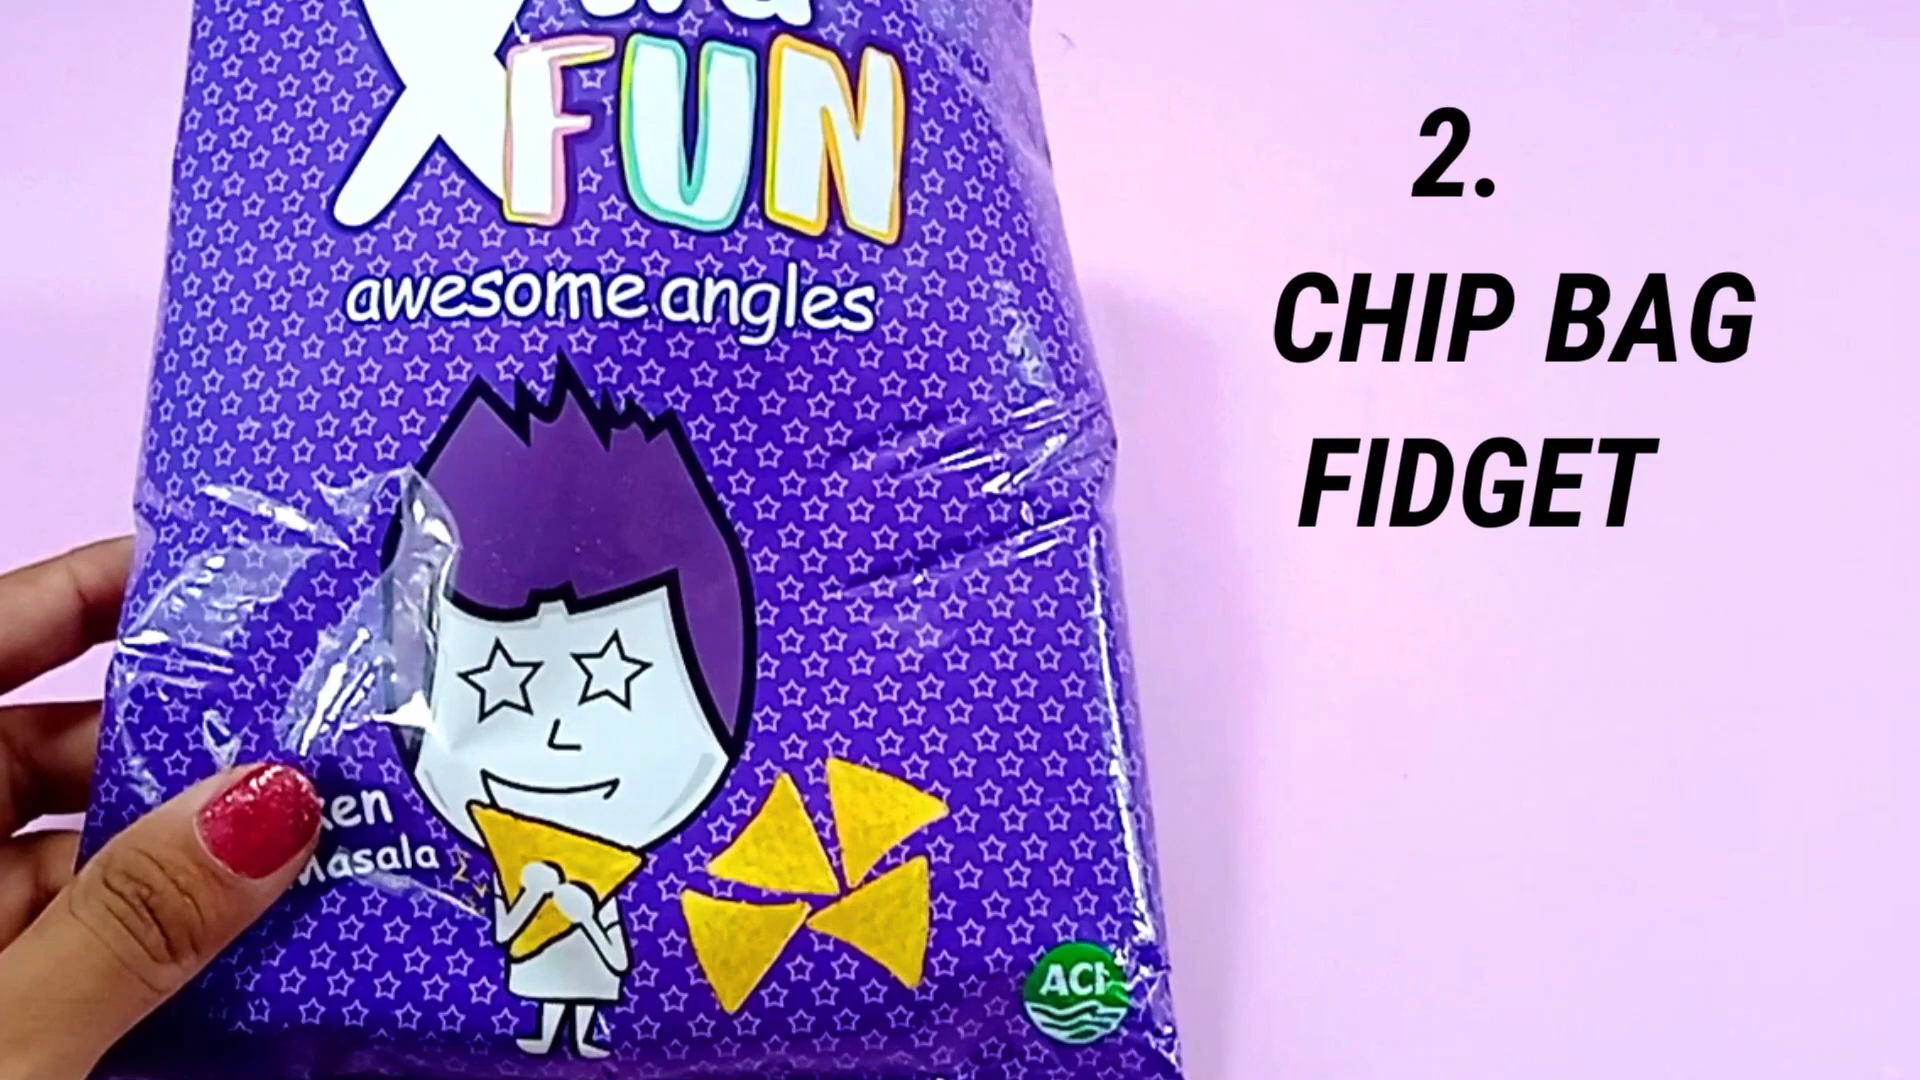 FUN
awesome angles
Masala
ACI
2.
CHIP BAG
FIDGET